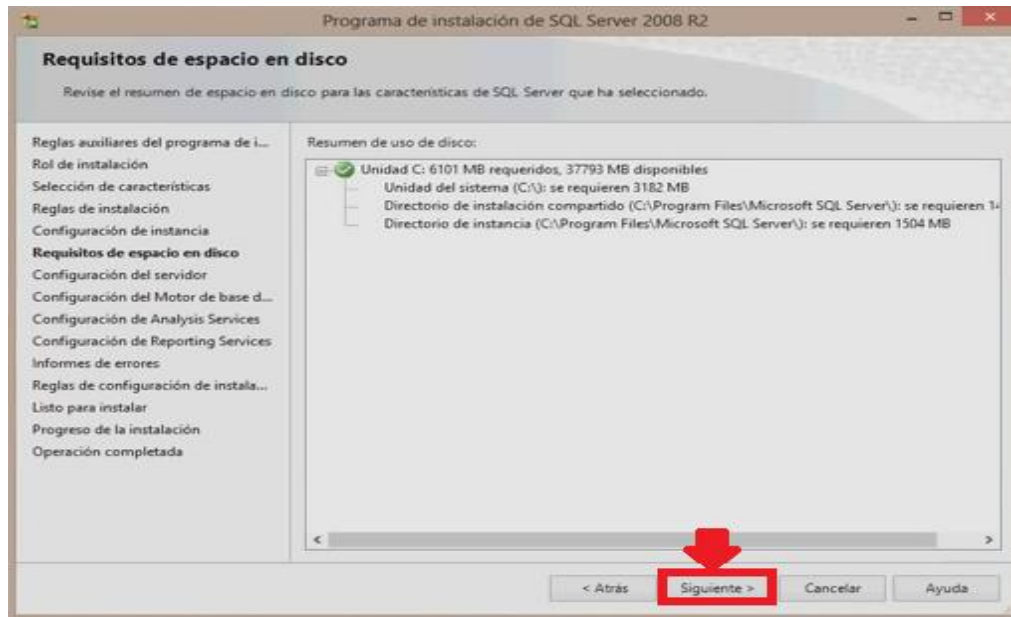 Programa de instalación de SQL Server 2008 R2
Requisitos de espacio en disco
Revise el resumen de espacio en disco para las características de SQL Server que ha seleccionado.
Reglas auxiliares del programa de i...
Rol de instalación
Selección de características
Reglas de instalación
Configuración de instancia
Requisitos de espacio en disco
Configuración del servidor
Configuración del Motor de base d...
Configuración de Analysis Services
Configuración de Reporting Services
Informes de errores
Reglas de configuración de instala...
Listo para instalar
Progreso de la instalación
Operación completada
Resumen de uso de disco:
Unidad C: 6101 MB requeridos, 37793 MB disponibles
Unidad del sistema (C:\): se requieren 3182 MB
Directorio de instalación compartido (C:\Program Files\Microsoft SQL Server\): se requieren
Directorio de instancia (C:\Program Files\Microsoft SQL Server\): se requieren 1504 MB
< Atrás
Siguiente >
Cancelar
Ayuda